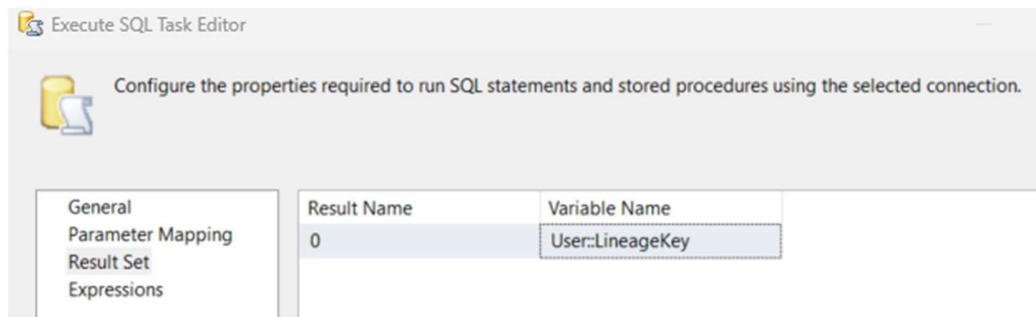 Execute SQL Task Editor
Configure the properties required to run SQL statements and stored procedures using the selected connection.
General
Parameter Mapping
Result Set
Expressions
Result Name Variable Name
0 User::LineageKey